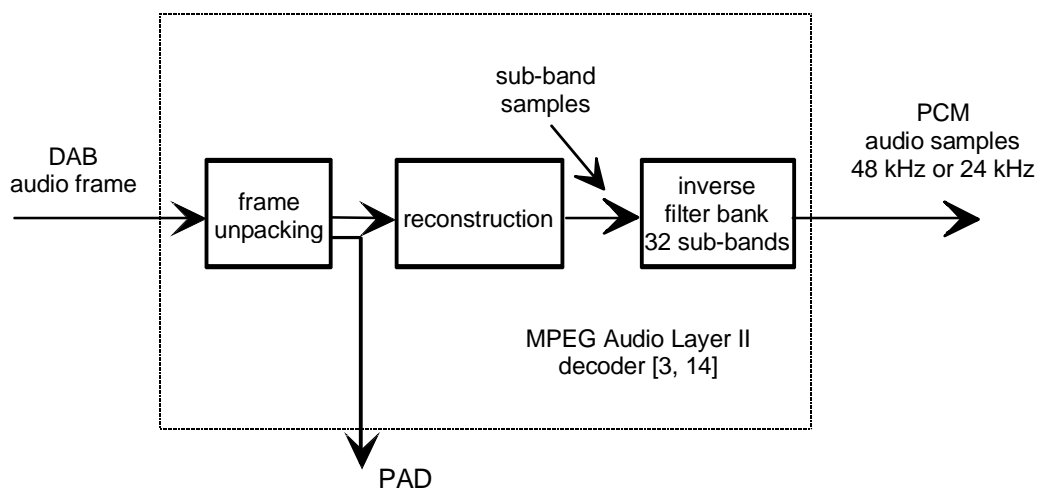 sub-band
samples
DAB
audio frame
frame
unpacking
reconstruction
inverse
filter bank
32 sub-bands
PCM
audio samples
48 kHz or 24 kHz
MPEG Audio Layer II
decoder [3, 14]
PAD